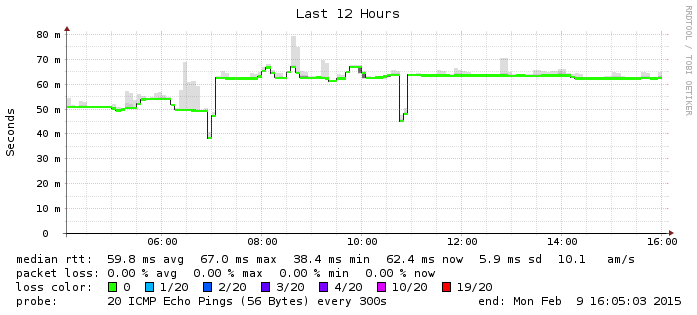 Last 12 Hours
RRDTOOL / TOBI OETIKER
Seconds
80 m
70 m
60 m
50 m
40 m
30 m
20 m
10 m
0
06:00 08:00 10:00 12:00 14:00 16:00
median rtt: 59.8 ms avg 67.0 ms max 38.4 ms min 62.4 ms now 5.9 ms sd 10.1 am/s
packet loss: 0.00 % avg 0.00 % max 0.00 % min 0.00 % now
loss color: 0 1/20 2/20 3/20 4/20 10/20 19/20
probe: 20 ICMP Echo Pings (56 Bytes) every 300s end: Mon Feb 9 16:05:03 2015